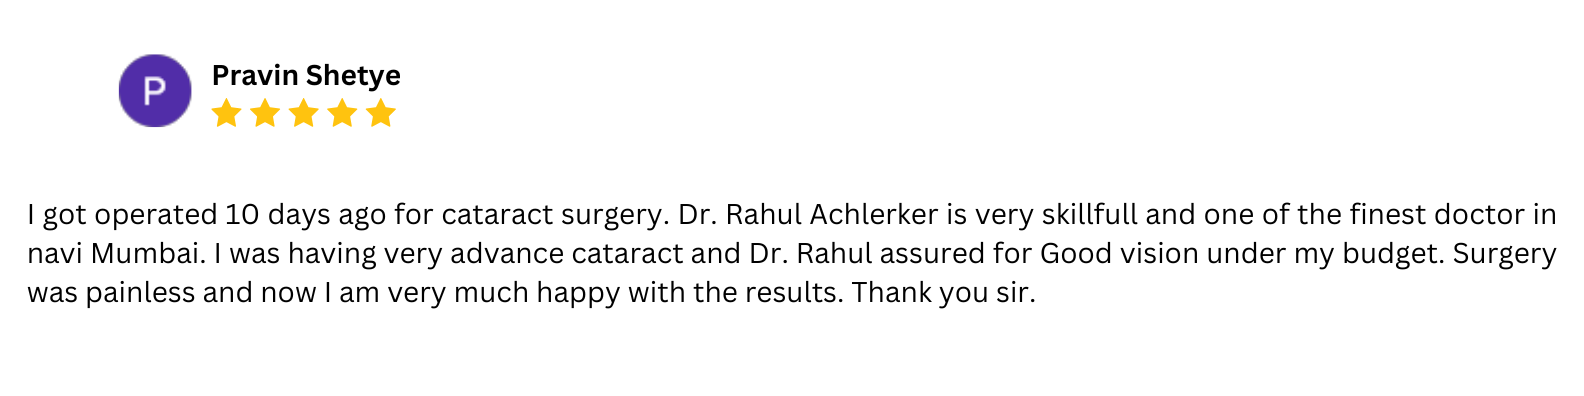 P
Pravin Shetye
I got operated 10 days ago for cataract surgery. Dr. Rahul Achlerker is very skillfull and one of the finest doctor in
navi Mumbai. I was having very advance cataract and Dr. Rahul assured for Good vision under my budget. Surgery
was painless and now I am very much happy with the results. Thank you sir.